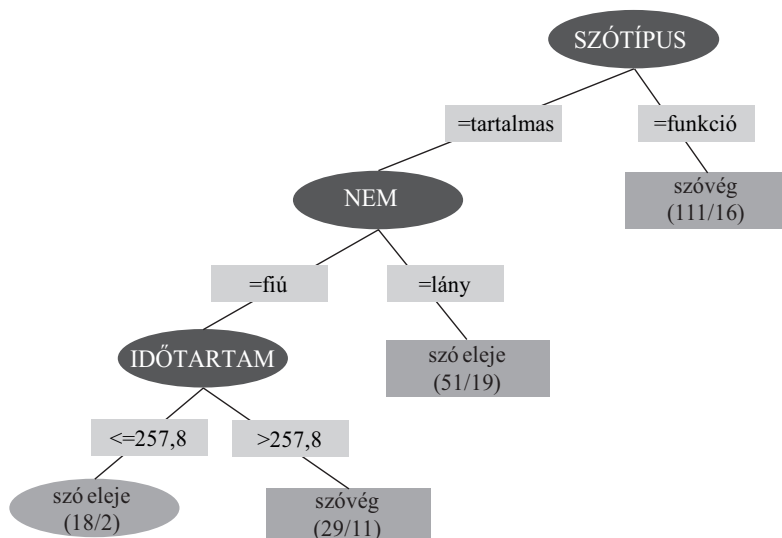 SZÓTÍPUS
=tartalmas
=funkció
szóvég
(111/16)
NEM
=fiú
=lány
szó eleje
(51/19)
IDŐTARTAM
<=257,8
>257,8
szó eleje
(18/2)
szóvég
(29/11)